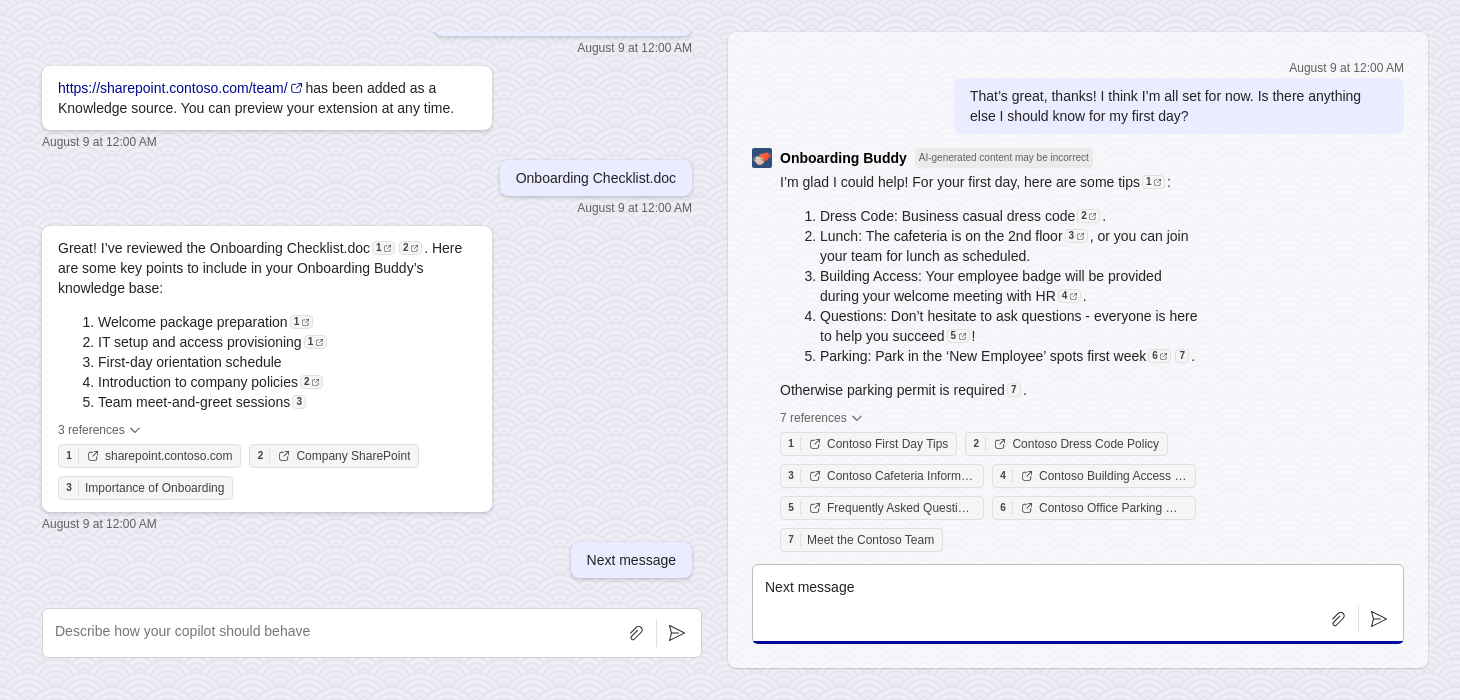 August 9 at 12:00 AM
https://sharepoint.contoso.com/team/ has been added as a
Knowledge source. You can preview your extension at any time.
August 9 at 12:00 AM
Onboarding Checklist.doc
August 9 at 12:00 AM
Great! I’ve reviewed the Onboarding Checklist.doc 1 2 . Here
are some key points to include in your Onboarding Buddy’s
knowledge base:
1. Welcome package preparation 1
2. IT setup and access provisioning 1
3. First-day orientation schedule
4. Introduction to company policies 2
5. Team meet-and-greet sessions 3
3 references
1 sharepoint.contoso.com 2 Company SharePoint
3 Importance of Onboarding
August 9 at 12:00 AM
Next message
Describe how your copilot should behave
August 9 at 12:00 AM
That’s great, thanks! I think I’m all set for now. Is there anything
else I should know for my first day?
Onboarding Buddy AI-generated content may be incorrect
I’m glad I could help! For your first day, here are some tips 1 :
1. Dress Code: Business casual dress code 2 .
2. Lunch: The cafeteria is on the 2nd floor 3 , or you can join
your team for lunch as scheduled.
3. Building Access: Your employee badge will be provided
during your welcome meeting with HR 4 .
4. Questions: Don’t hesitate to ask questions - everyone is here
to help you succeed 5 !
5. Parking: Park in the ‘New Employee’ spots first week 6 7 .
Otherwise parking permit is required 7 .
7 references
1 Contoso First Day Tips 2 Contoso Dress Code Policy
3 Contoso Cafeteria Inform… 4 Contoso Building Access …
5 Frequently Asked Questi… 6 Contoso Office Parking …
7 Meet the Contoso Team
Next message